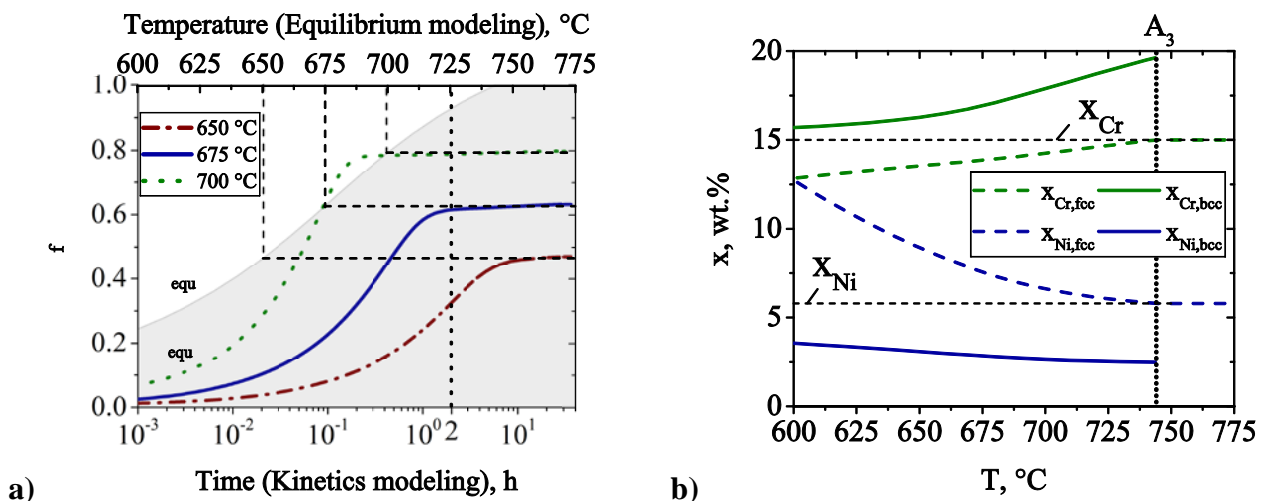 Temperature (Equilibrium modeling), °C
600 625 650 675 700 725 750 775
1.0
0.8
0.6
0.4
0.2
0.0
f
650 °C
675 °C
700 °C
equ
equ
10⁻³ 10⁻² 10⁻¹ 10⁰ 2 10¹
Time (Kinetics modeling), h
a)
A₃
20
15
10
5
0
x, wt.%
X_Cr
x_Cr,fcc x_Cr,bcc
x_Ni,fcc x_Ni,bcc
X_Ni
600 625 650 675 700 725 750 775
T, °C
b)